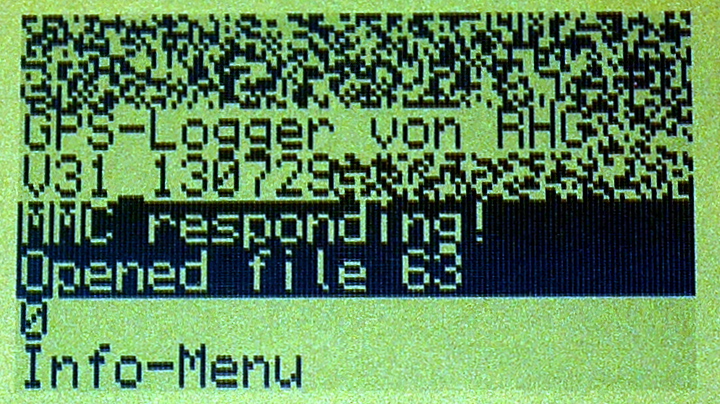 GPS-Logger von AHG
V31 130729
MMC responding!
Opened file 63
0
Info-Menu